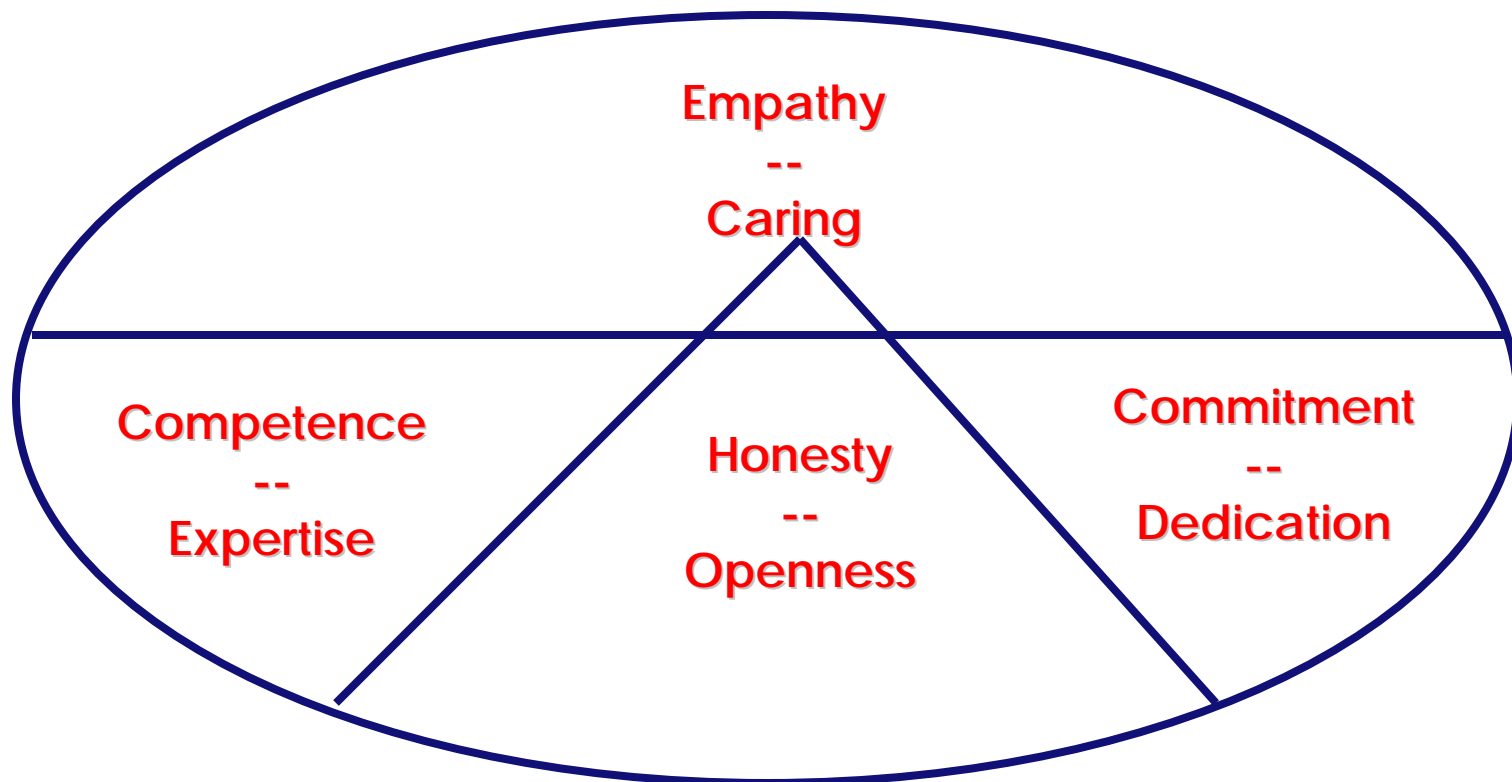 Empathy
--
Caring
Competence
--
Expertise
Honesty
--
Openness
Commitment
--
Dedication